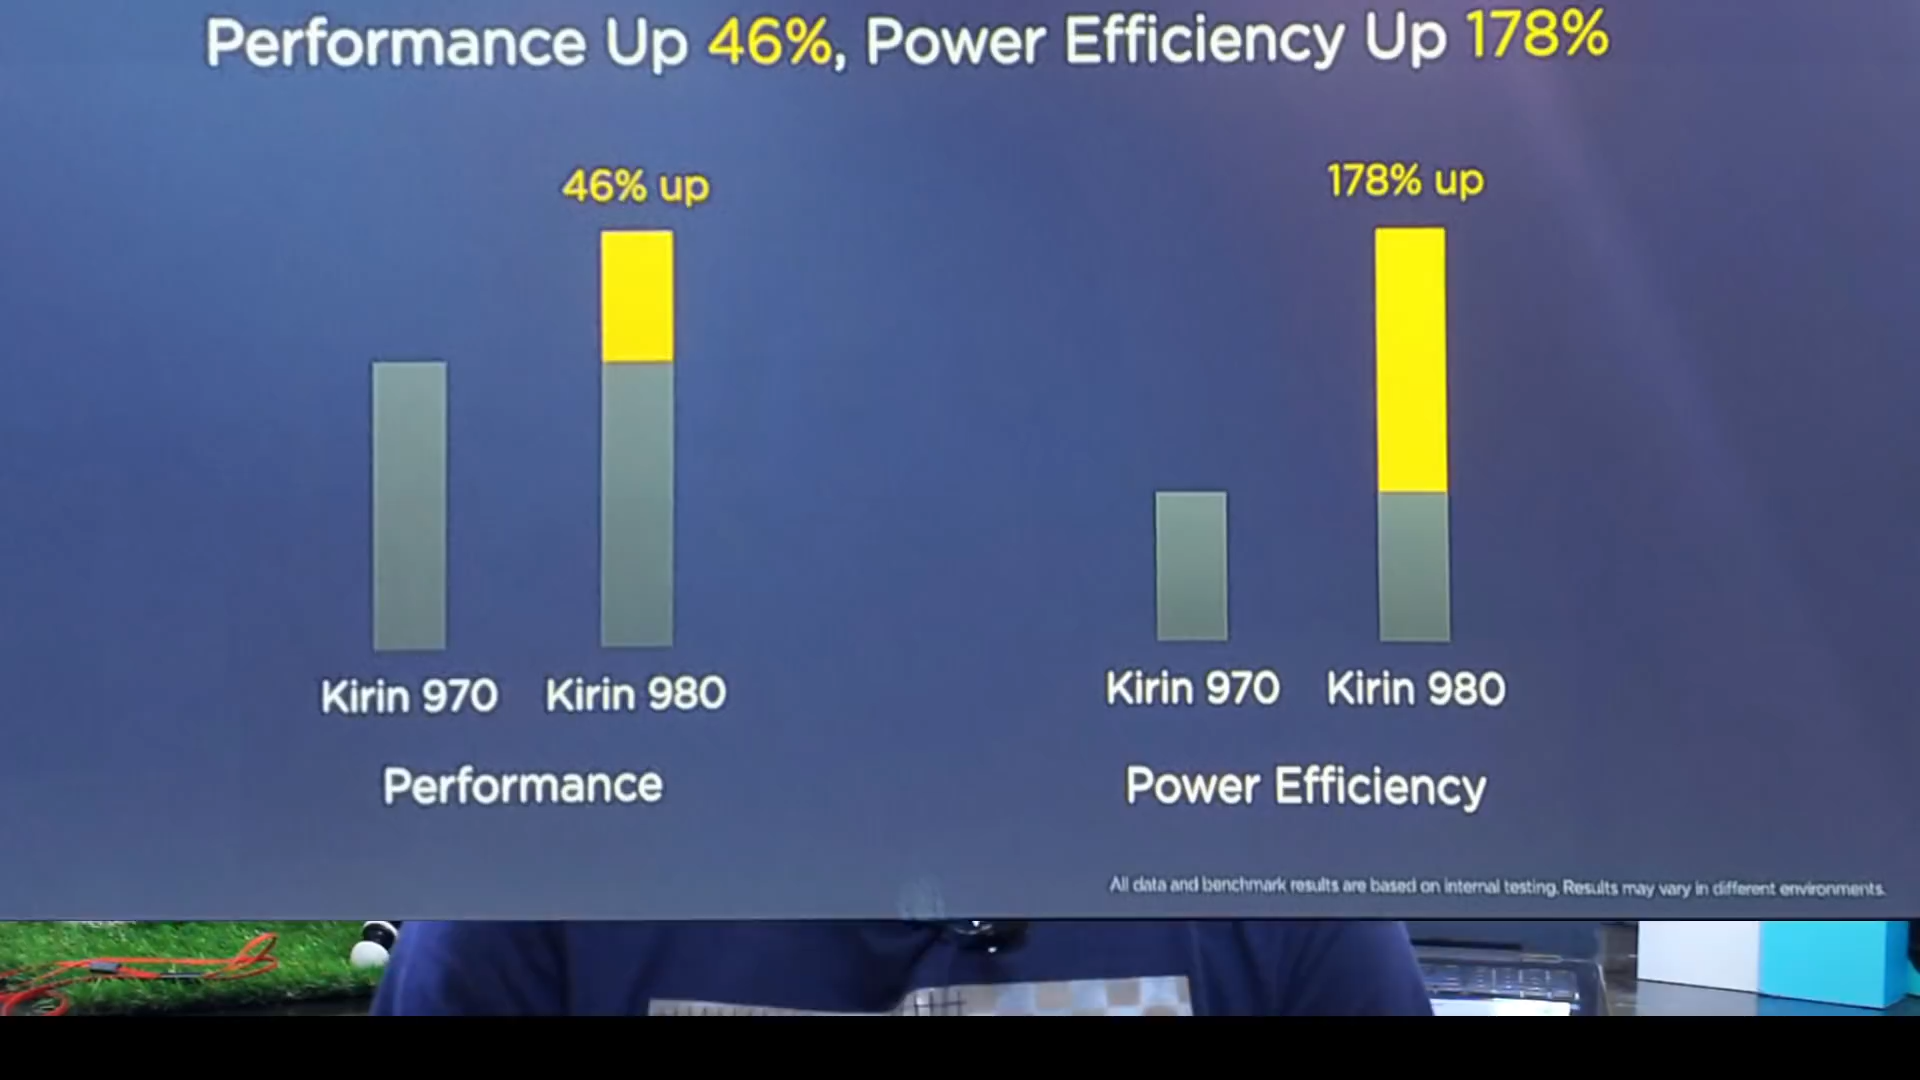 Performance Up 46%, Power Efficiency Up 178%
46% up
178% up
Kirin 970
Kirin 980
Kirin 970
Kirin 980
Performance
Power Efficiency
All data and benchmark results are based on internal testing. Results may vary in different environments.